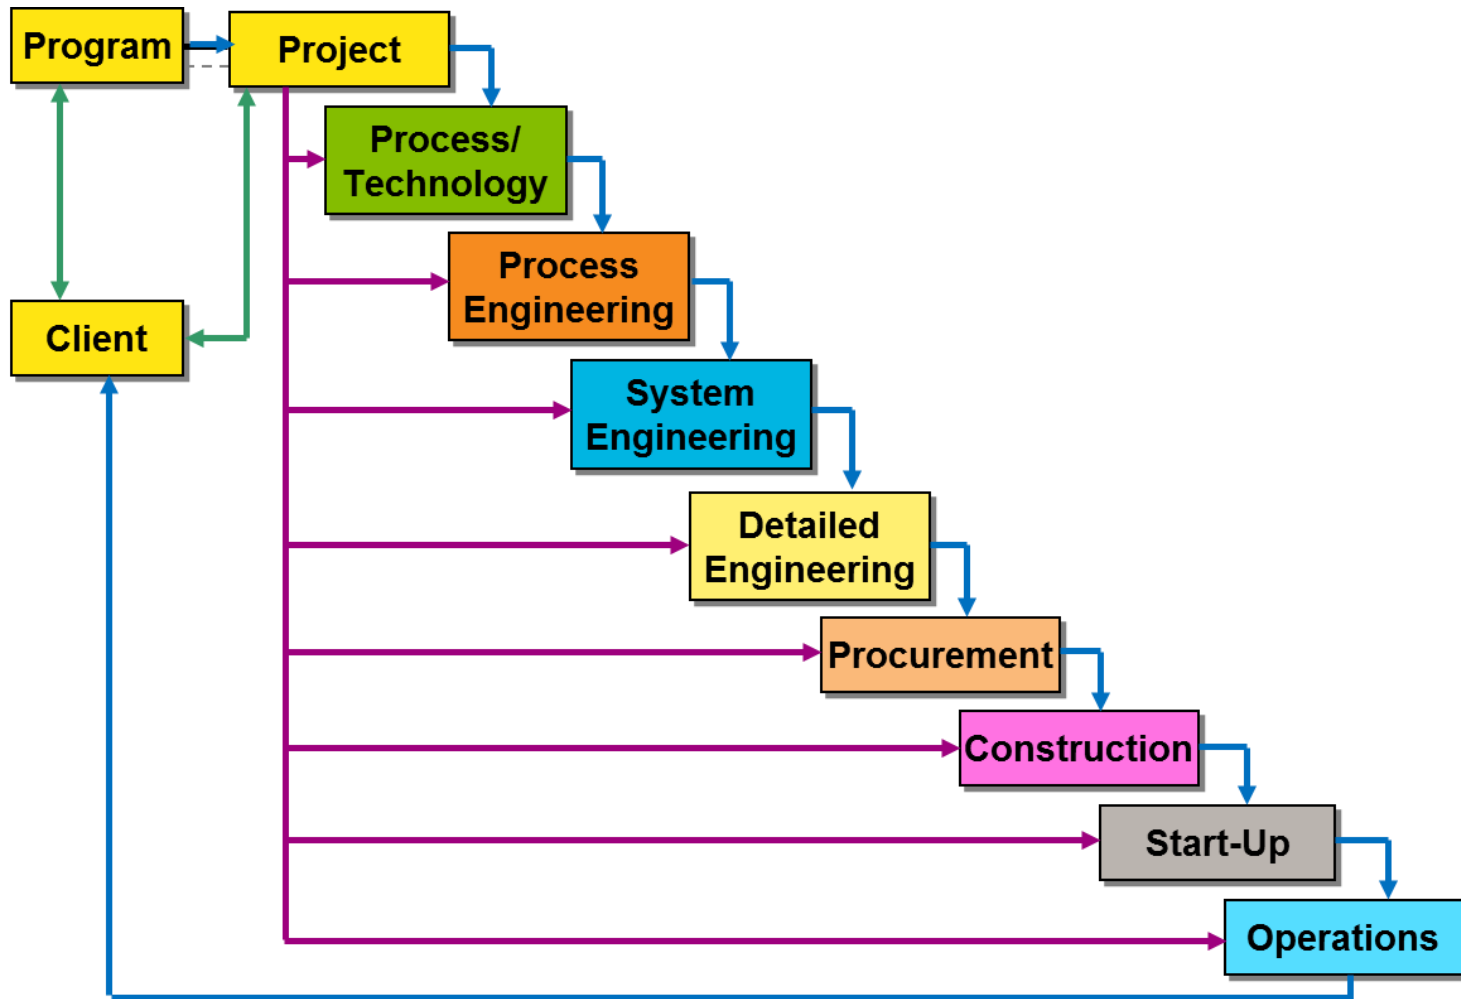 Program
Project
Process/
Technology
Process
Engineering
Client
System
Engineering
Detailed
Engineering
Procurement
Construction
Start-Up
Operations